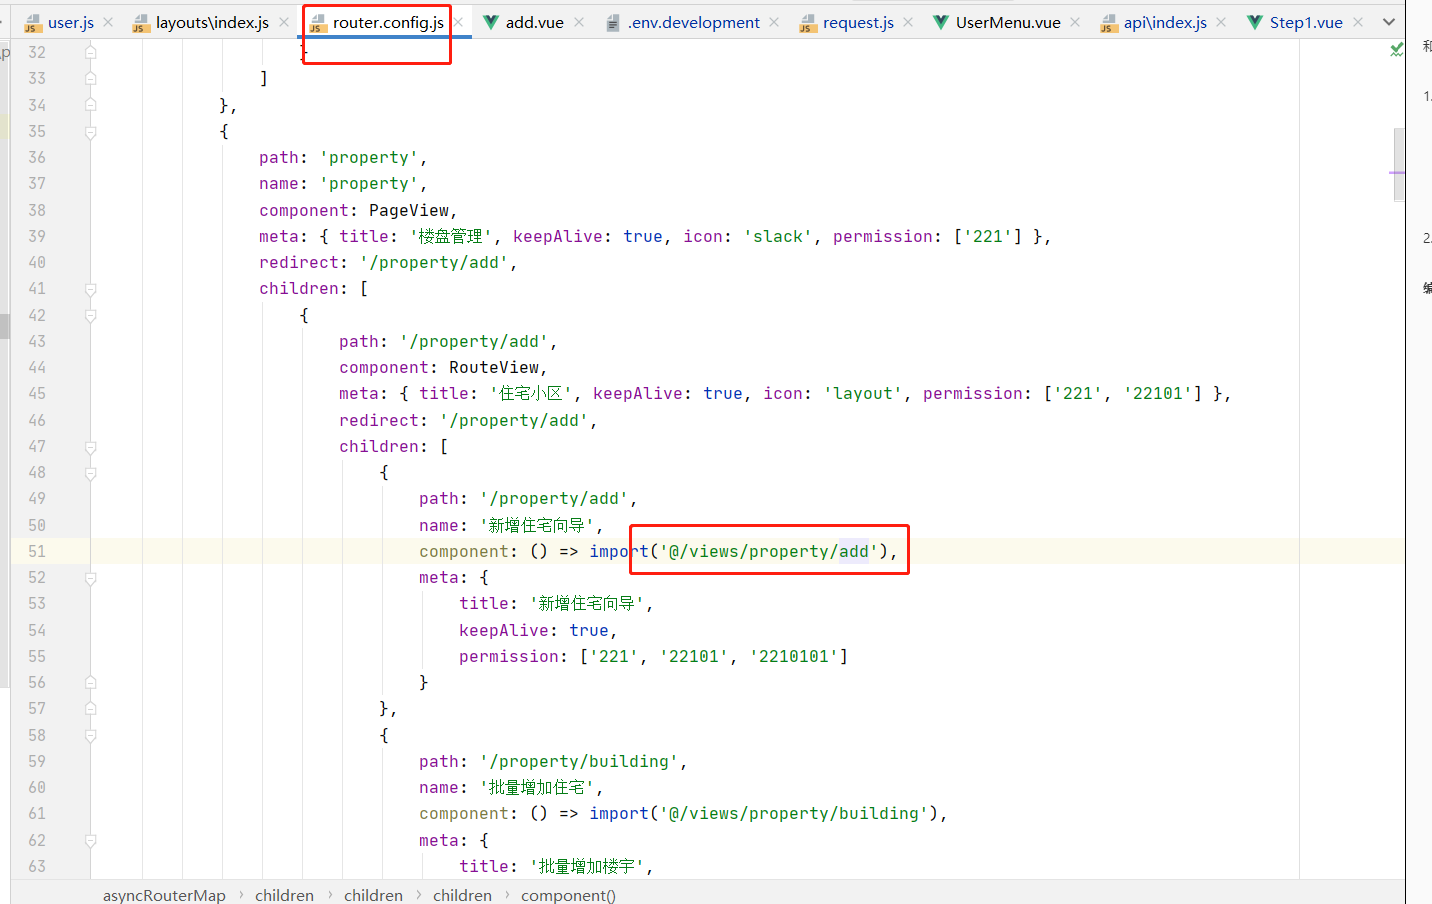 user.js layouts\index.js router.config.js add.vue .env.development request.js UserMenu.vue api\index.js Step1.vue
32 }
33 ]
34 },
35 {
36 path: 'property',
37 name: 'property',
38 component: PageView,
39 meta: { title: '楼盘管理', keepAlive: true, icon: 'slack', permission: ['221'] },
40 redirect: '/property/add',
41 children: [
42 {
43 path: '/property/add',
44 component: RouteView,
45 meta: { title: '住宅小区', keepAlive: true, icon: 'layout', permission: ['221', '22101'] },
46 redirect: '/property/add',
47 children: [
48 {
49 path: '/property/add',
50 name: '新增住宅向导',
51 component: () => import('@/views/property/add'),
52 meta: {
53 title: '新增住宅向导',
54 keepAlive: true,
55 permission: ['221', '22101', '2210101']
56 }
57 },
58 {
59 path: '/property/building',
60 name: '批量增加住宅',
61 component: () => import('@/views/property/building'),
62 meta: {
63 title: '批量增加楼宇',
asyncRouterMap › children › children › children › component()
1.
2.